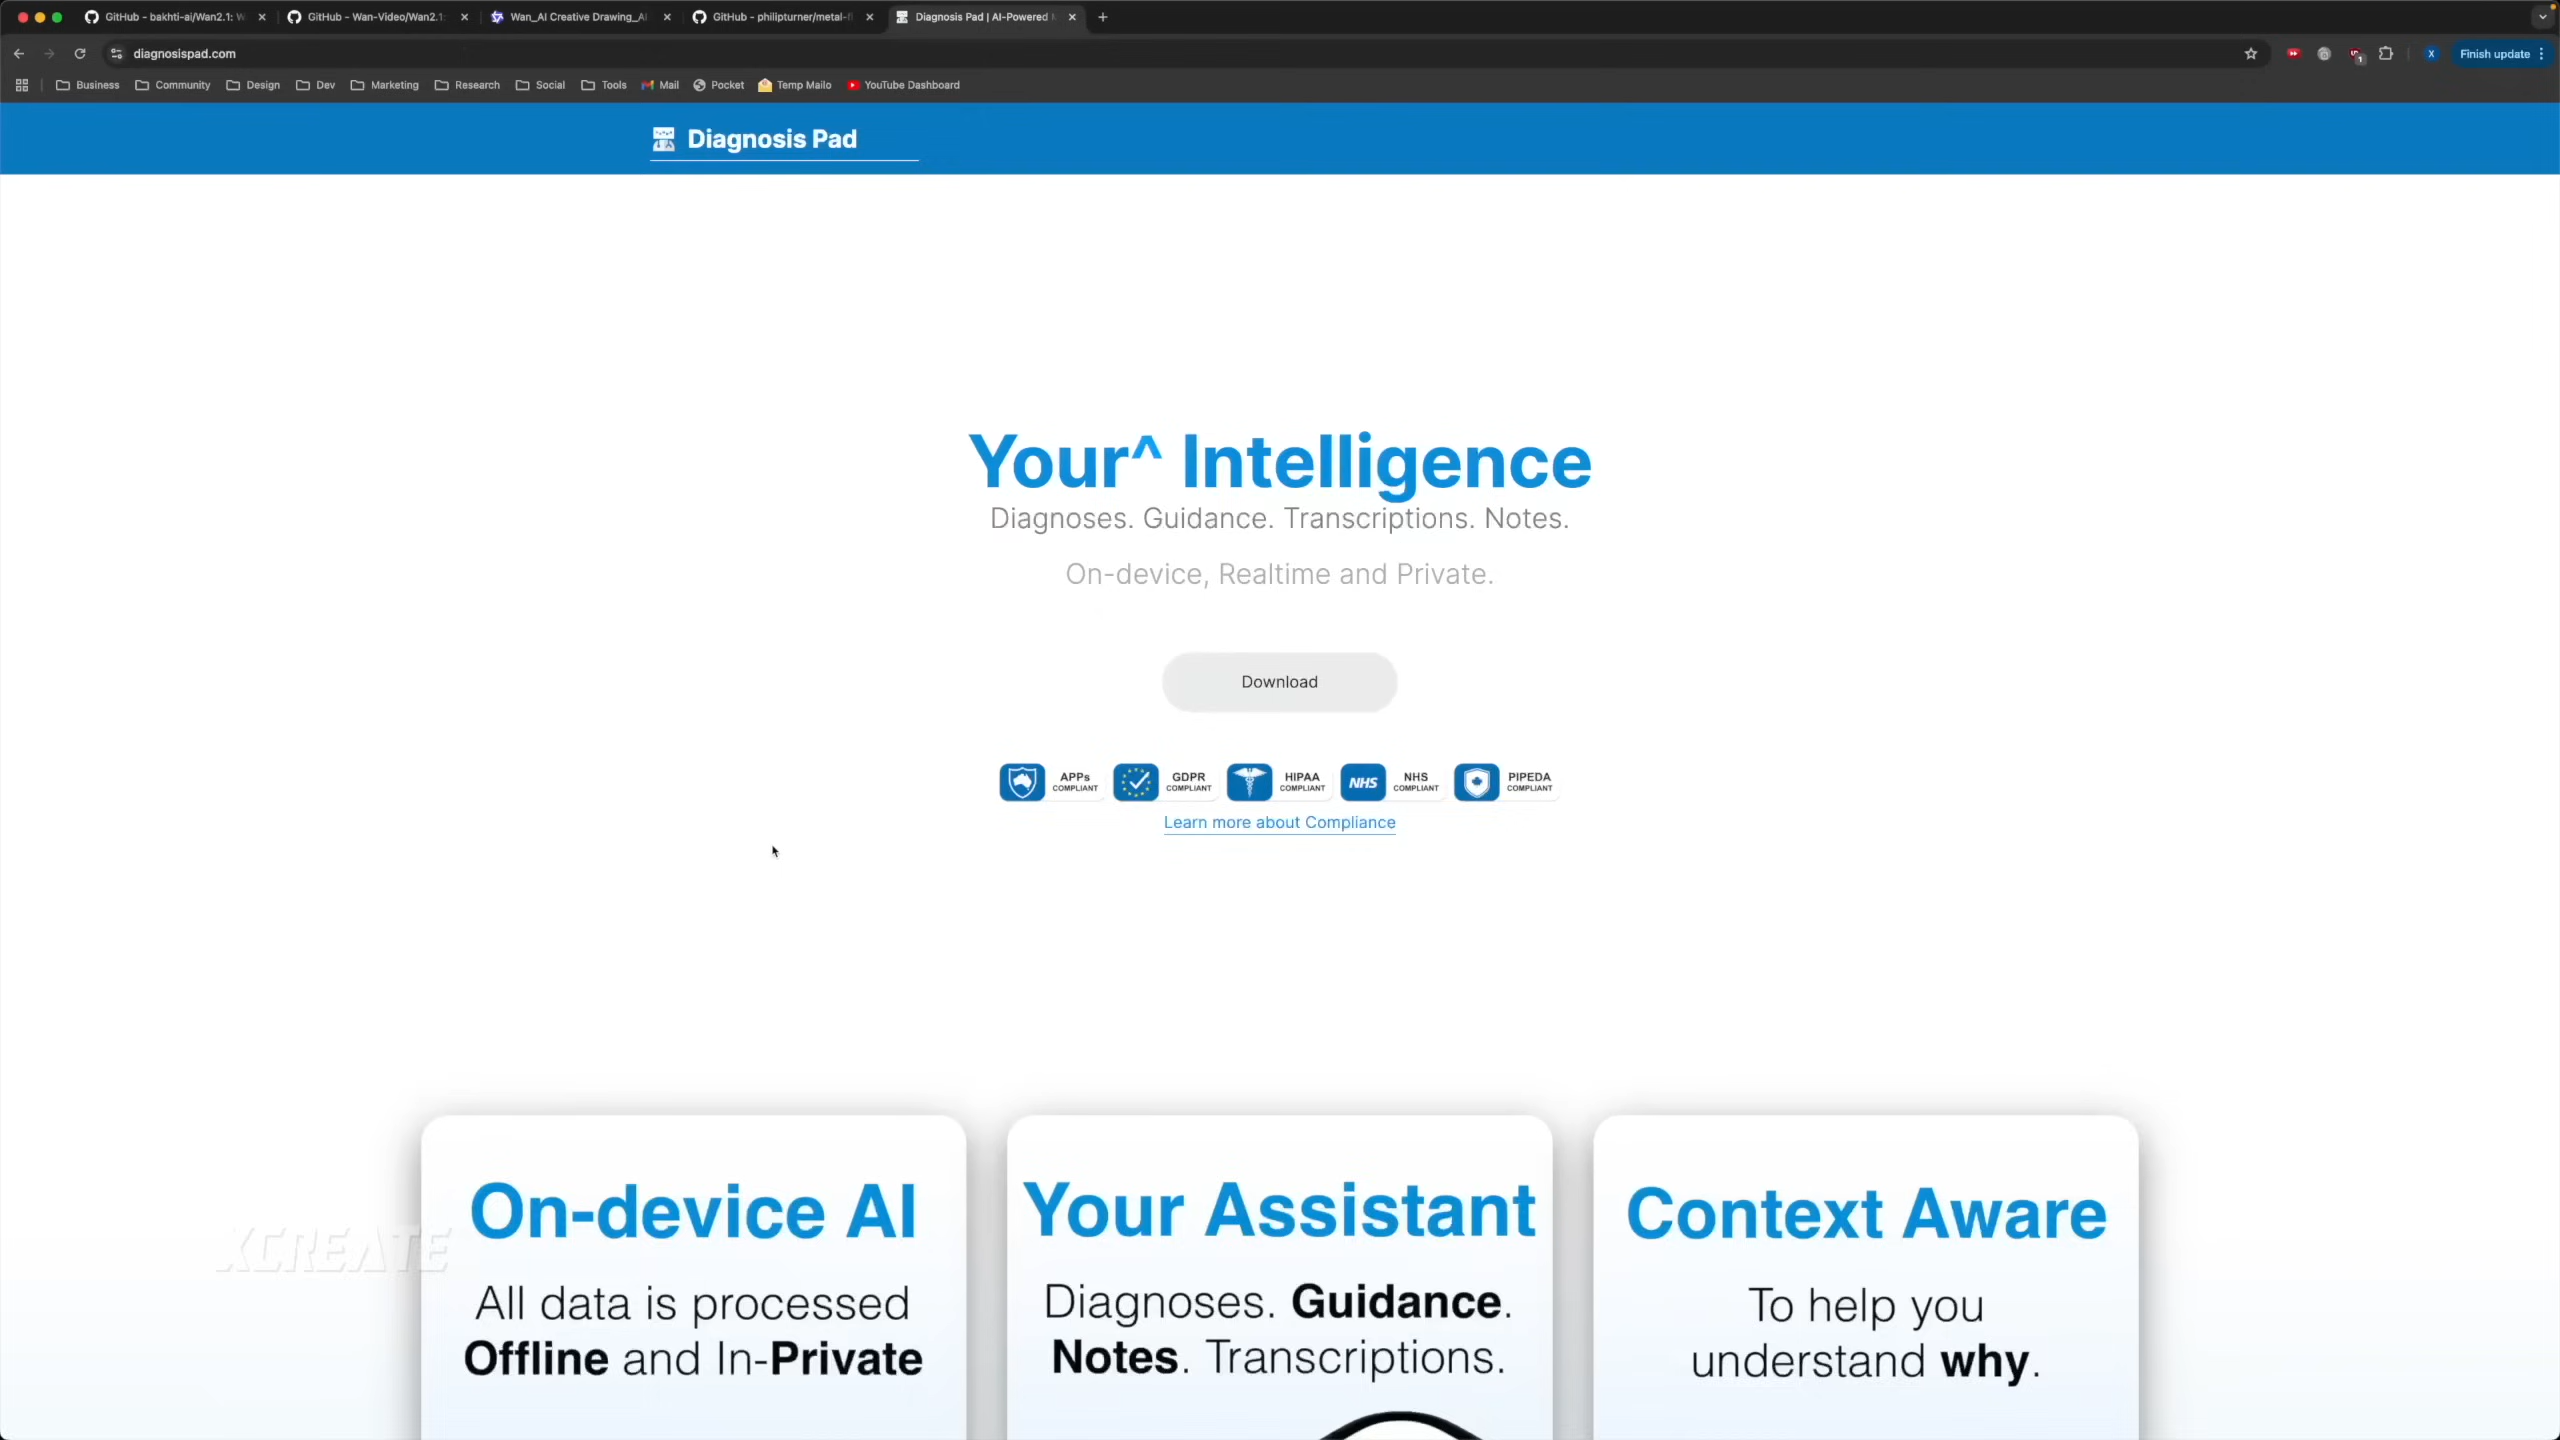 GitHub - bakhti-ai/Wan2.1: W
GitHub - Wan-Video/Wan2.1:
Wan_AI Creative Drawing_AI
GitHub - philipturner/metal-fl
Diagnosis Pad | AI-Powered
diagnosispad.com
X
Finish update
Business
Community
Design
Dev
Marketing
Research
Social
Tools
Mail
Pocket
Temp Mailo
YouTube Dashboard
Diagnosis Pad
Your^ Intelligence
Diagnoses. Guidance. Transcriptions. Notes.
On-device, Realtime and Private.
Download
APPs
COMPLIANT
GDPR
COMPLIANT
HIPAA
COMPLIANT
NHS
NHS
COMPLIANT
PIPEDA
COMPLIANT
Learn more about Compliance
On-device AI
All data is processed
Offline and In-Private
Your Assistant
Diagnoses. Guidance.
Notes. Transcriptions.
Context Aware
To help you
understand why.
XCREATE